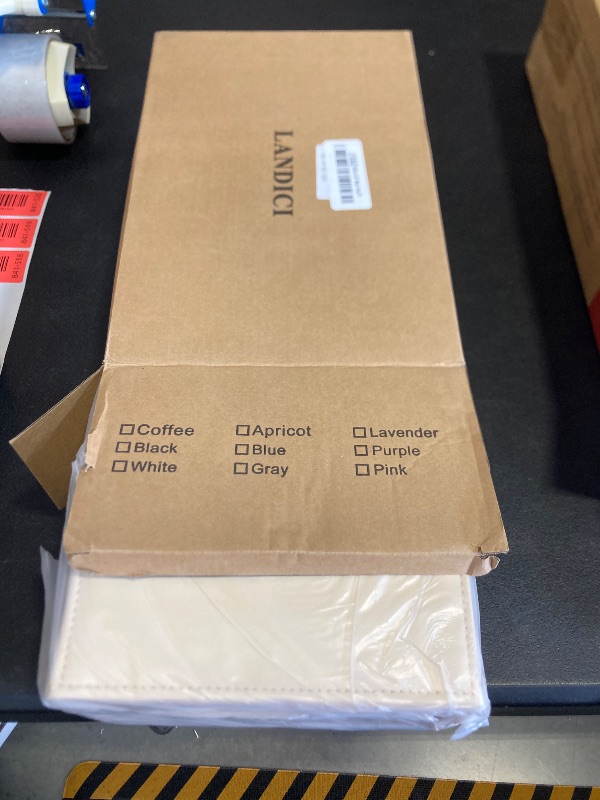 LANDICI
☐Coffee ☐Apricot ☐Lavender
☐Black ☐Blue ☐Purple
☐White ☐Gray ☐Pink